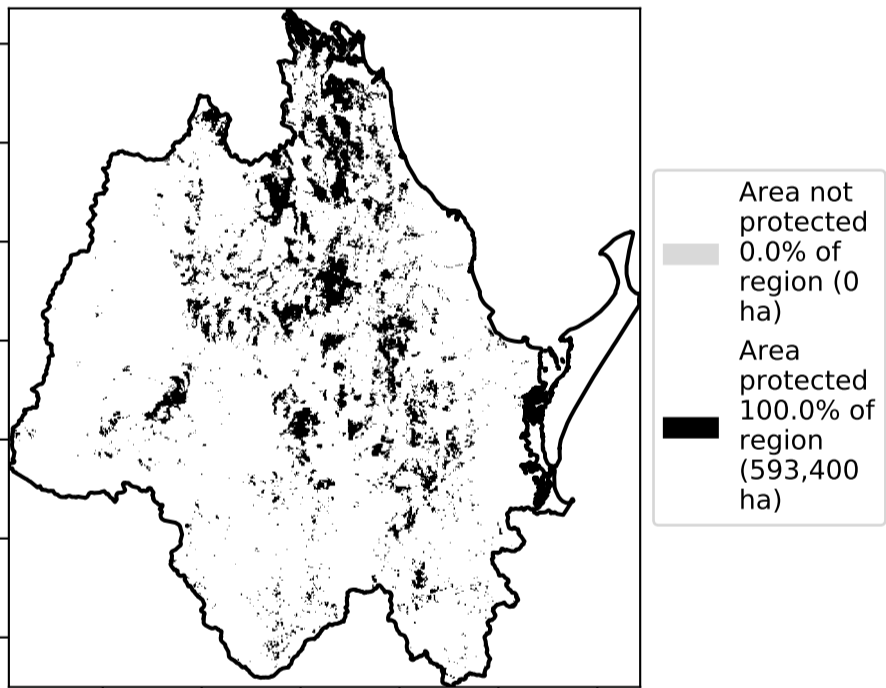 Area not
protected
0.0% of
region (0
ha)
Area
protected
100.0% of
region
(593,400
ha)